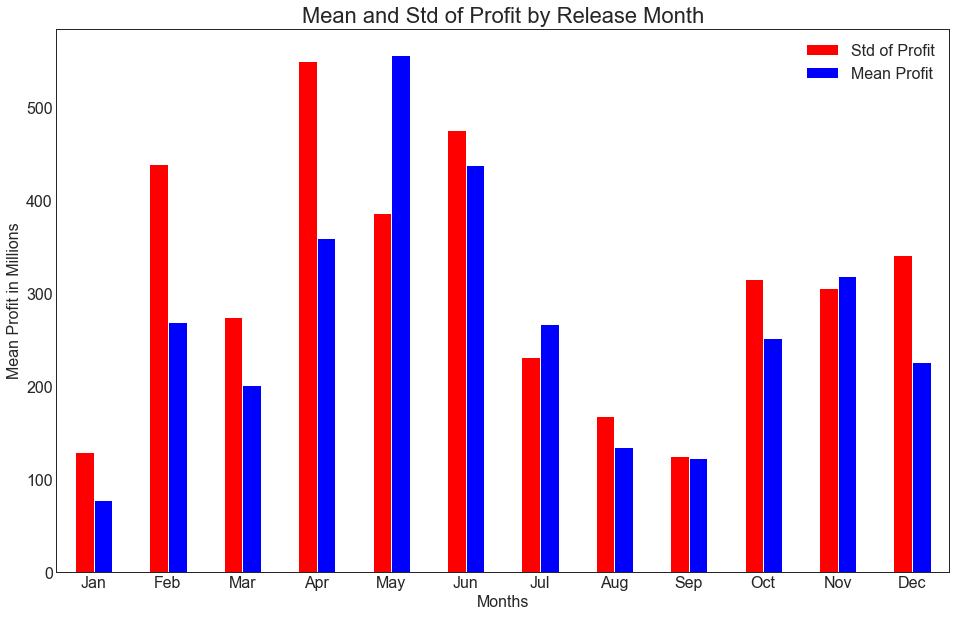 Mean and Std of Profit by Release Month
Std of Profit
Mean Profit
Mean Profit in Millions
500
400
300
200
100
0
Jan Feb Mar Apr May Jun Jul Aug Sep Oct Nov Dec
Months